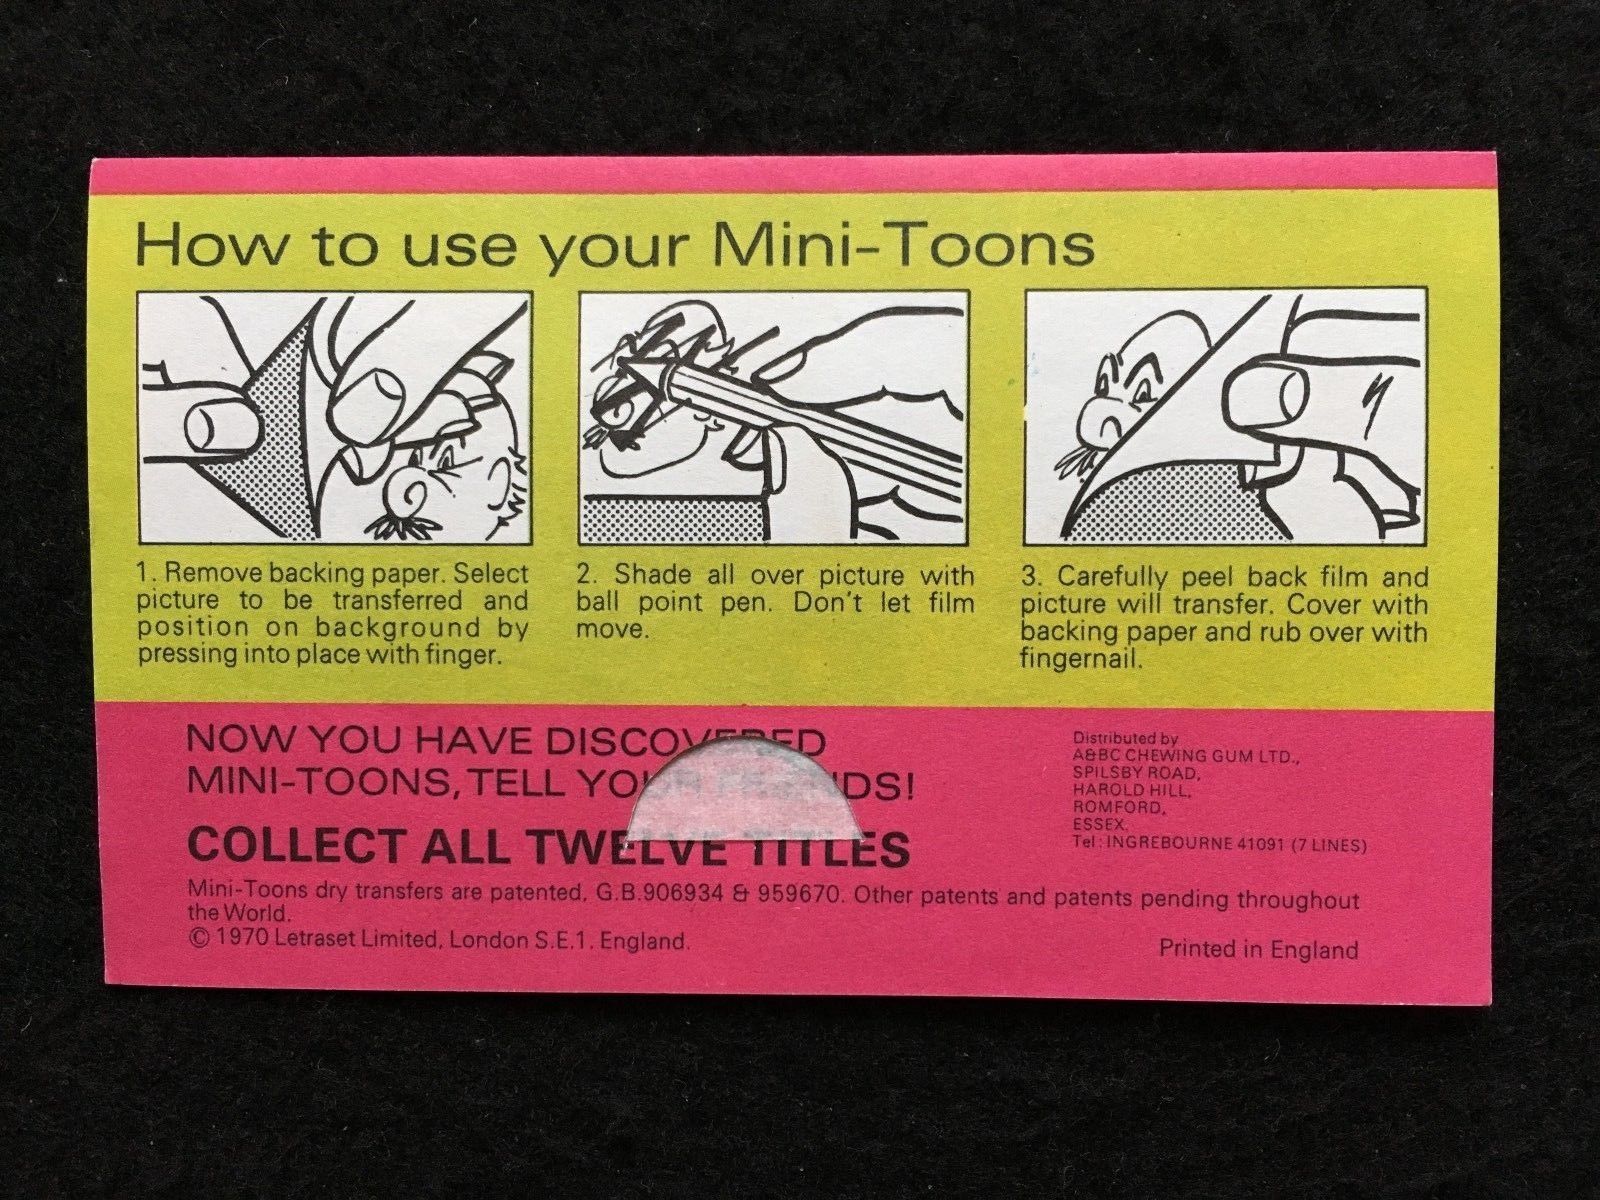 How to use your Mini-Toons
1. Remove backing paper. Select
picture to be transferred and
position on background by
pressing into place with finger.
2. Shade all over picture with
ball point pen. Don't let film
move.
3. Carefully peel back film and
picture will transfer. Cover with
backing paper and rub over with
fingernail.
NOW YOU HAVE DISCOVERED
MINI-TOONS, TELL YOUR FRIENDS!
COLLECT ALL TWELVE TITLES
Mini-Toons dry transfers are patented, G.B.906934 & 959670. Other patents and patents pending throughout
the World.
© 1970 Letraset Limited, London S.E.1. England.
Distributed by
A&BC CHEWING GUM LTD.,
SPILSBY ROAD,
HAROLD HILL,
ROMFORD,
ESSEX.
Tel: INGREBOURNE 41091 (7 LINES)
Printed in England